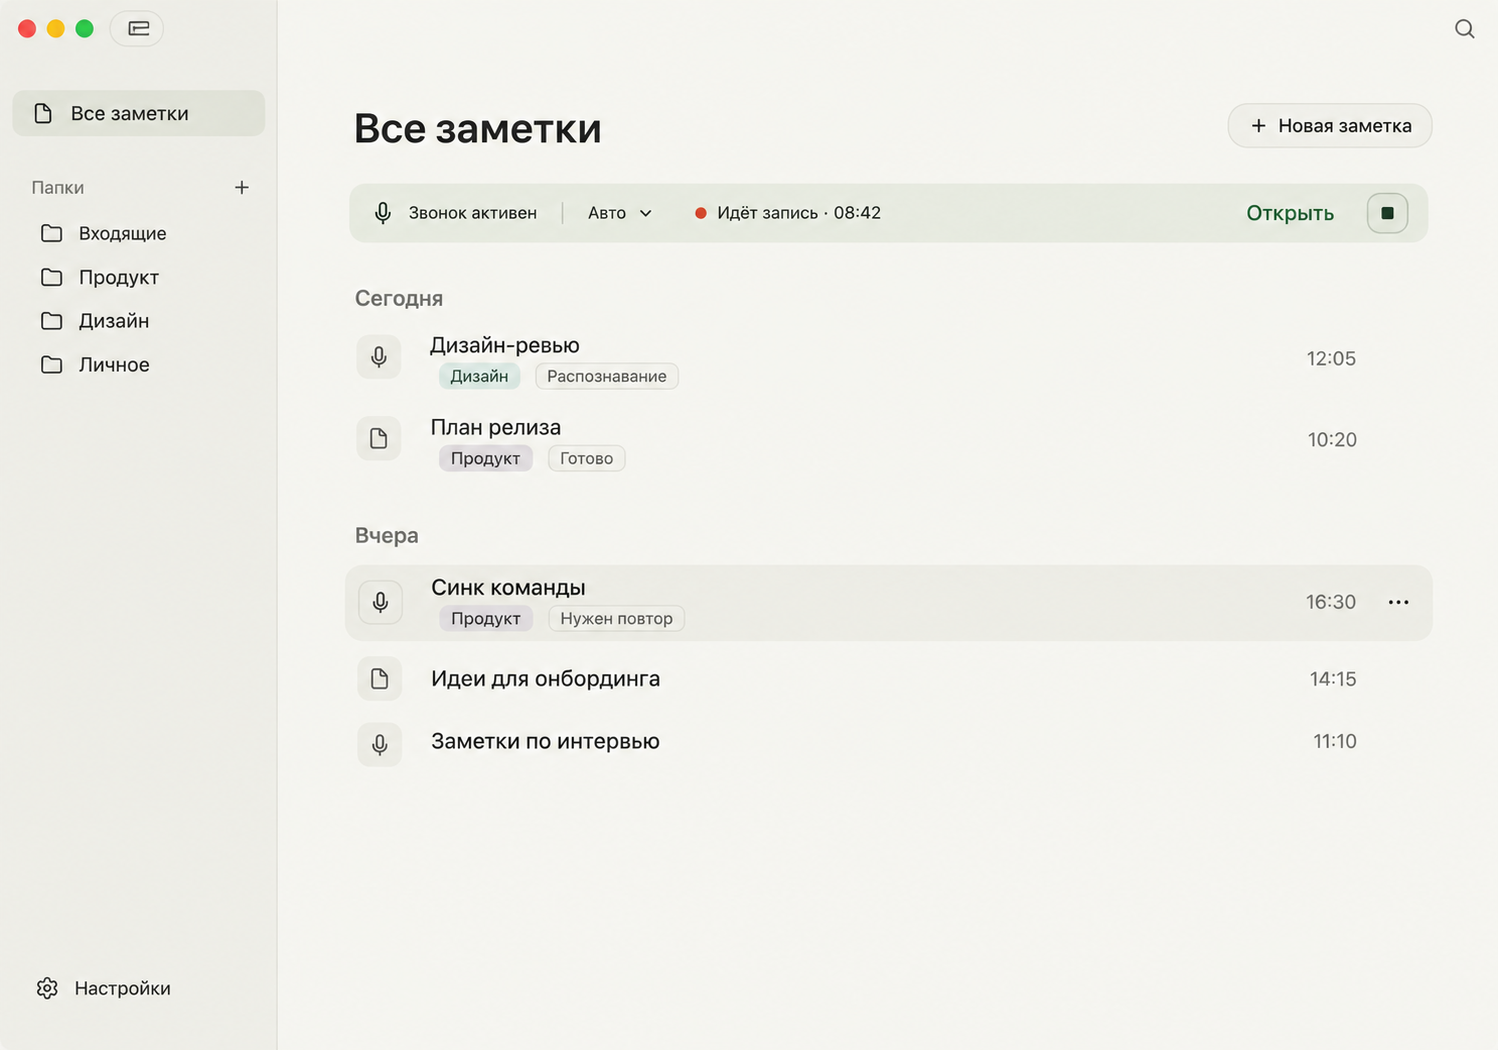 Все заметки
Папки
Входящие
Продукт
Дизайн
Личное
Настройки
Все заметки
+ Новая заметка
Звонок активен
Авто
Идёт запись · 08:42
Открыть
Сегодня
Дизайн-ревью
12:05
Дизайн
Распознавание
План релиза
10:20
Продукт
Готово
Вчера
Синк команды
16:30
Продукт
Нужен повтор
Идеи для онбординга
14:15
Заметки по интервью
11:10